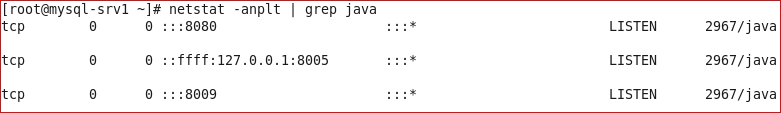 [root@mysql-srv1 ~]# netstat -anplt | grep java
tcp        0      0 :::8080                     :::*                        LISTEN      2967/java
tcp        0      0 ::ffff:127.0.0.1:8005       :::*                        LISTEN      2967/java
tcp        0      0 :::8009                     :::*                        LISTEN      2967/java